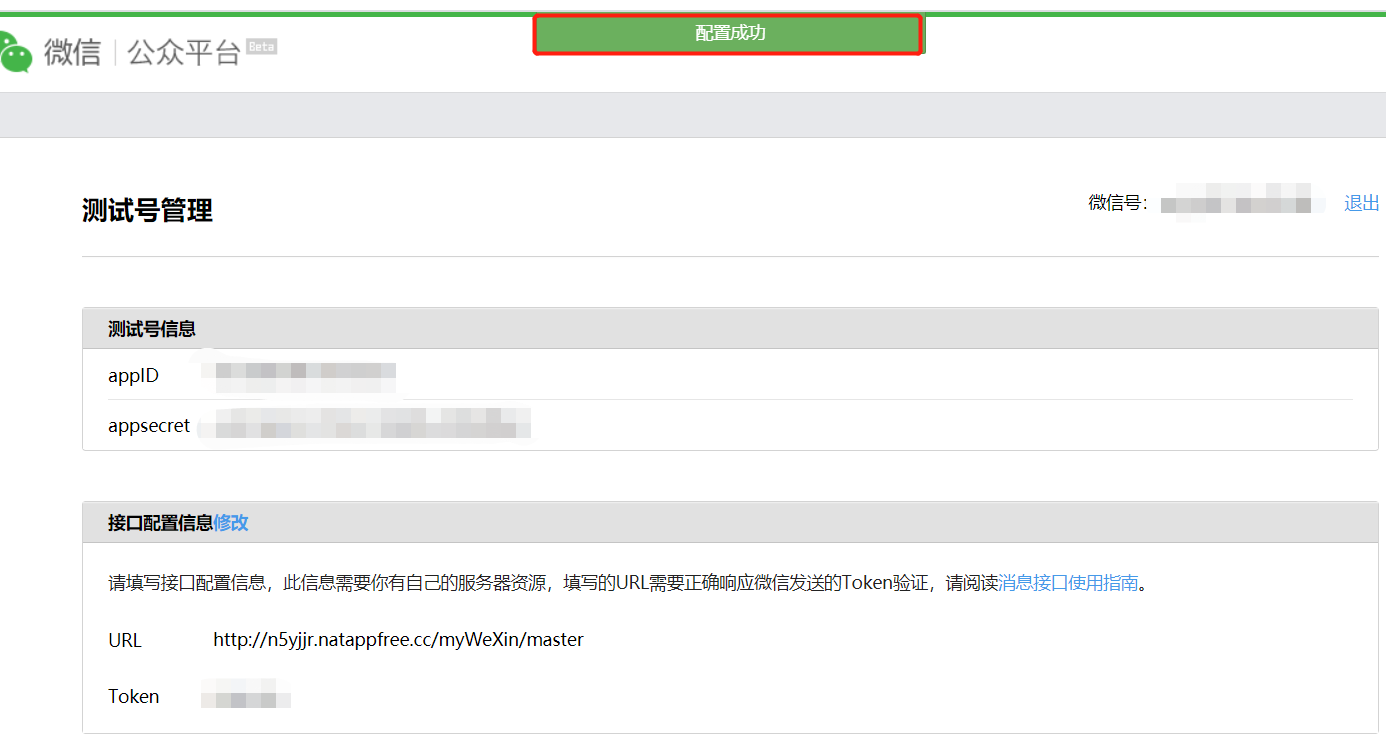 配置成功
微信 | 公众平台 Beta
测试号管理
微信号： 退出
测试号信息
appID
appsecret
接口配置信息修改
请填写接口配置信息，此信息需要你有自己的服务器资源，填写的URL需要正确响应微信发送的Token验证，请阅读消息接口使用指南。
URL http://n5yjjr.natappfree.cc/myWeXin/master
Token